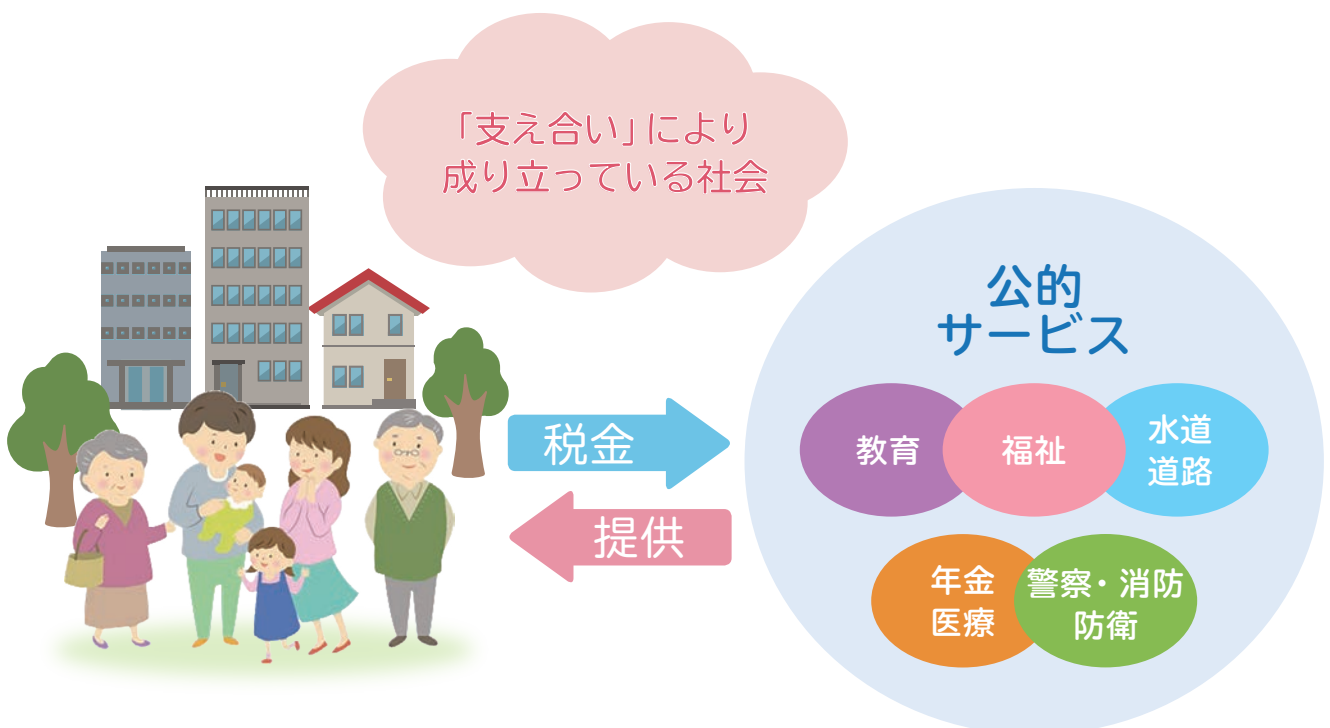 「支え合い」により
成り立っている社会
公的
サービス
税金
提供
教育
福祉
水道
道路
年金
医療
警察・消防
防衛